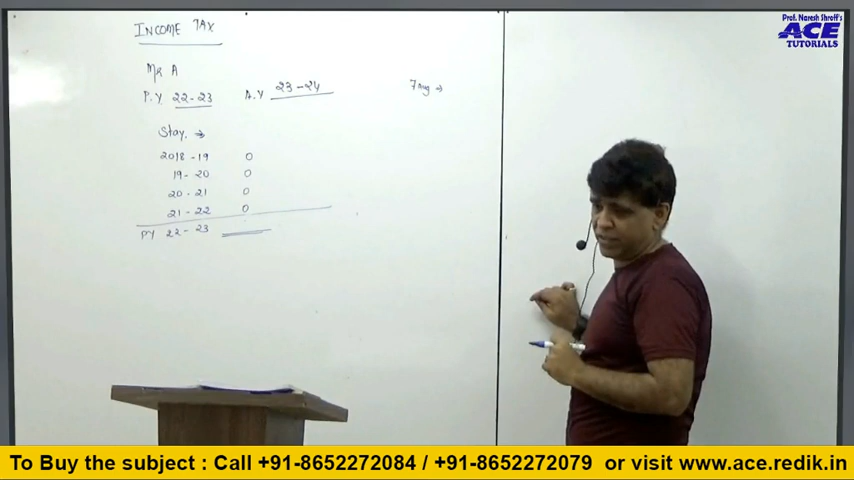 INCOME TAX
Mr A
P.Y. 22-23 A.Y 23-24
7 Aug →
Stay. →
2018-19 0
19-20 0
20-21 0
21-22 0
PY 22-23
Prof. Naresh Shroff's
ACE
TUTORIALS
To Buy the subject : Call +91-8652272084 / +91-8652272079 or visit www.ace.redik.in